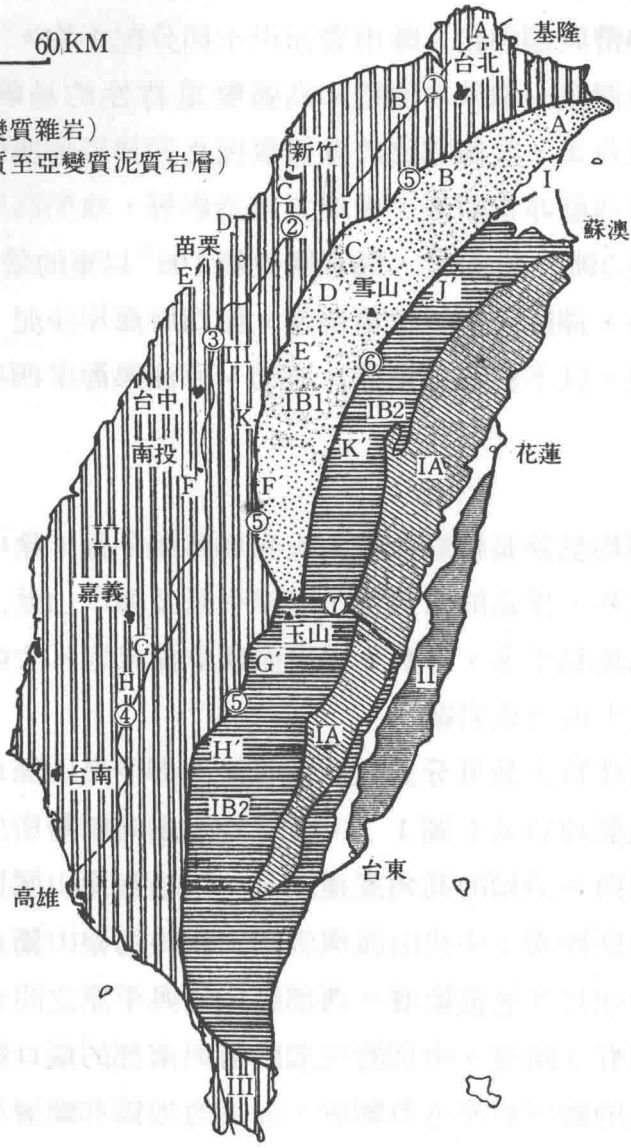 60KM
變質雜岩）
質至亞變質泥質岩層）
A
基隆
台北
①
I
B
A
⑤
B
I
新竹
C
②
J
蘇澳
D
C
苗栗
雪山
J′
E
D
③
III
E′
⑥
台中
K
IB1
IB2
南投
K′
IA
花蓮
F
F
⑤
III
嘉義
⑦
玉山
G
G′
II
H
⑤
④
H′
IA
台南
IB2
台東
高雄
III